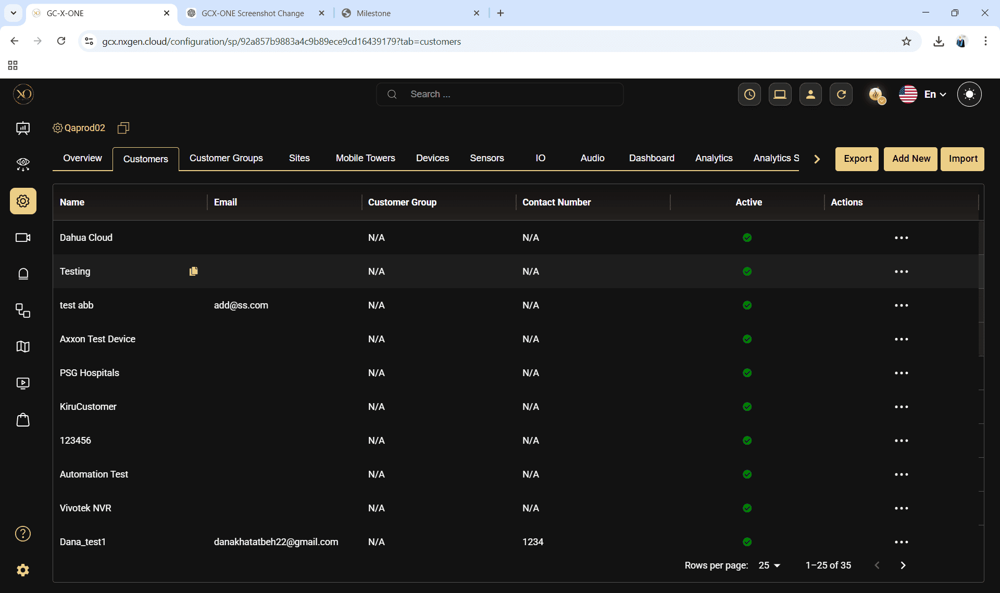 GC-X-ONE
GCX-ONE Screenshot Change
Milestone
gcx.nxgen.cloud/configuration/sp/92a857b9883a4c9b89ece9cd16439179?tab=customers
XO
Search ...
En
Qaprod02
Overview Customers Customer Groups Sites Mobile Towers Devices Sensors IO Audio Dashboard Analytics Analytics S
Export Add New Import
Name Email Customer Group Contact Number Active Actions
Dahua Cloud N/A N/A
Testing N/A N/A
test abb add@ss.com N/A N/A
Axxon Test Device N/A N/A
PSG Hospitals N/A N/A
KiruCustomer N/A N/A
123456 N/A N/A
Automation Test N/A N/A
Vivotek NVR N/A N/A
Dana_test1 danakhatatbeh22@gmail.com N/A 1234
Rows per page: 25 1–25 of 35